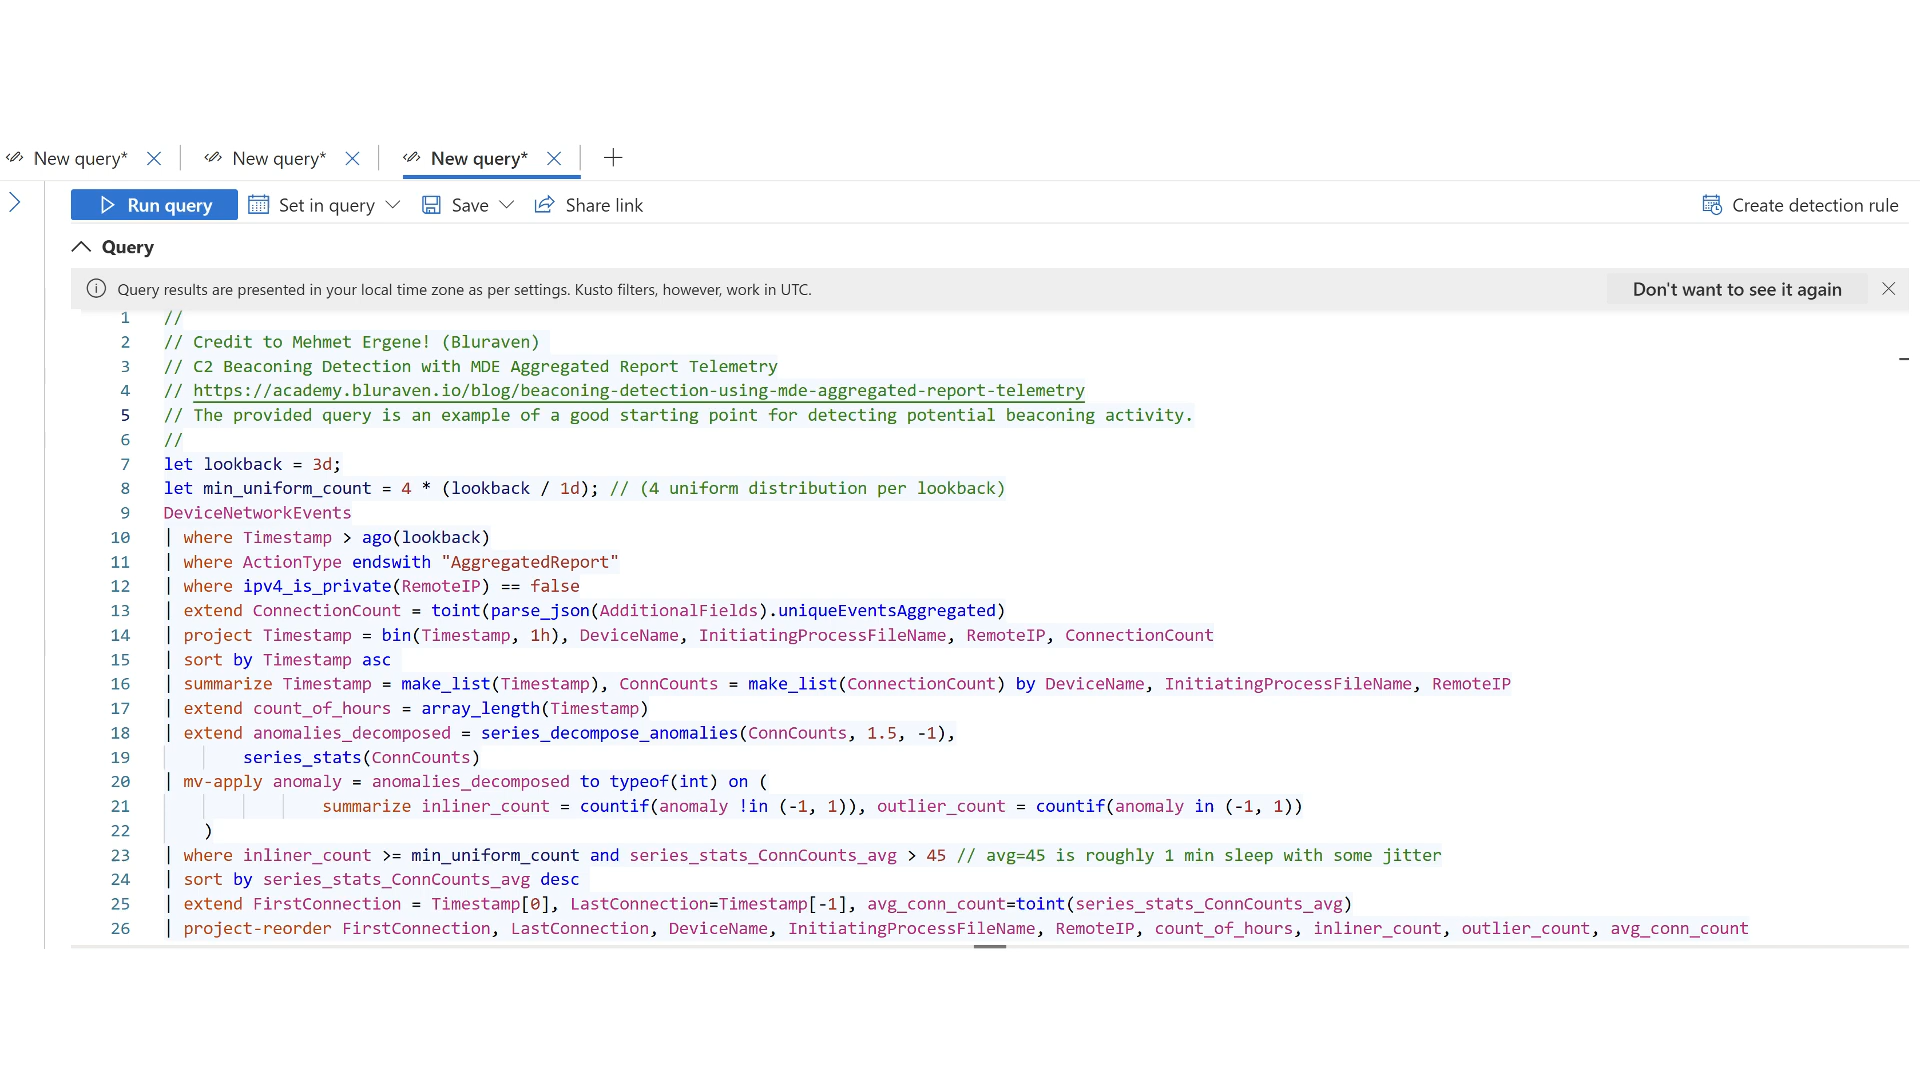 New query* New query* New query*
Run query Set in query Save Share link Create detection rule
Query
Query results are presented in your local time zone as per settings. Kusto filters, however, work in UTC. Don't want to see it again
1 //
2 // Credit to Mehmet Ergene! (Bluraven)
3 // C2 Beaconing Detection with MDE Aggregated Report Telemetry
4 // https://academy.bluraven.io/blog/beaconing-detection-using-mde-aggregated-report-telemetry
5 // The provided query is an example of a good starting point for detecting potential beaconing activity.
6 //
7 let lookback = 3d;
8 let min_uniform_count = 4 * (lookback / 1d); // (4 uniform distribution per lookback)
9 DeviceNetworkEvents
10 | where Timestamp > ago(lookback)
11 | where ActionType endswith "AggregatedReport"
12 | where ipv4_is_private(RemoteIP) == false
13 | extend ConnectionCount = toint(parse_json(AdditionalFields).uniqueEventsAggregated)
14 | project Timestamp = bin(Timestamp, 1h), DeviceName, InitiatingProcessFileName, RemoteIP, ConnectionCount
15 | sort by Timestamp asc
16 | summarize Timestamp = make_list(Timestamp), ConnCounts = make_list(ConnectionCount) by DeviceName, InitiatingProcessFileName, RemoteIP
17 | extend count_of_hours = array_length(Timestamp)
18 | extend anomalies_decomposed = series_decompose_anomalies(ConnCounts, 1.5, -1),
19 series_stats(ConnCounts)
20 | mv-apply anomaly = anomalies_decomposed to typeof(int) on (
21 summarize inliner_count = countif(anomaly !in (-1, 1)), outlier_count = countif(anomaly in (-1, 1))
22 )
23 | where inliner_count >= min_uniform_count and series_stats_ConnCounts_avg > 45 // avg=45 is roughly 1 min sleep with some jitter
24 | sort by series_stats_ConnCounts_avg desc
25 | extend FirstConnection = Timestamp[0], LastConnection=Timestamp[-1], avg_conn_count=toint(series_stats_ConnCounts_avg)
26 | project-reorder FirstConnection, LastConnection, DeviceName, InitiatingProcessFileName, RemoteIP, count_of_hours, inliner_count, outlier_count, avg_conn_count